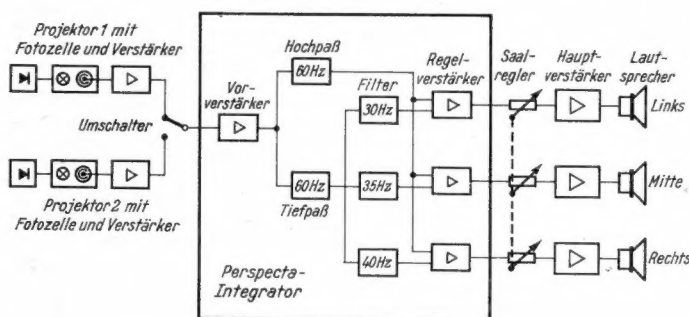 Projektor 1 mit
Fotozelle und Verstärker
Umschalter
Projektor 2 mit
Fotozelle und Verstärker
Vor-
verstärker
Hochpaß
60Hz
60Hz
Tiefpaß
Filter
30Hz
35Hz
40Hz
Regel-
verstärker
Perspecta-
Integrator
Saal-
regler
Haupt-
verstärker
Laut-
sprecher
Links
Mitte
Rechts